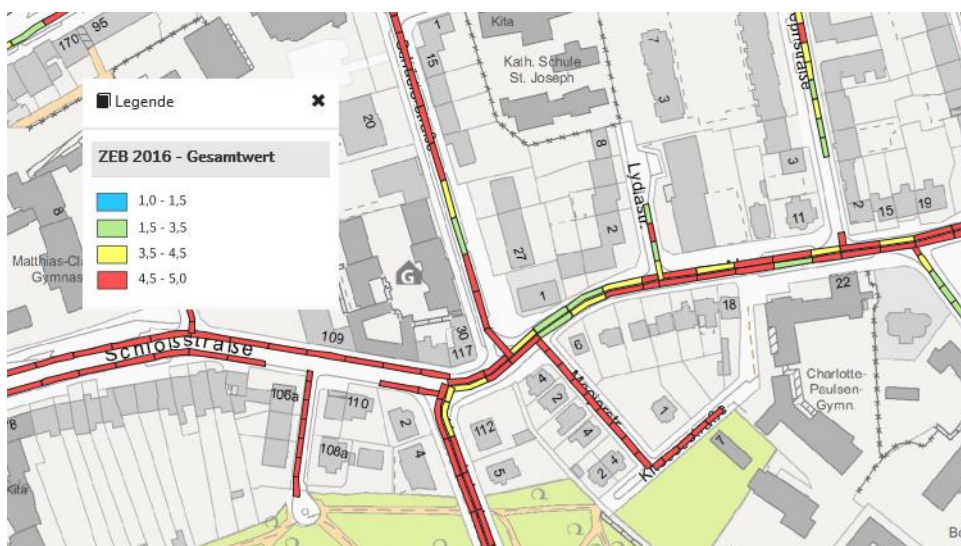 170
95
Kita
1
15
Kath. Schule
St. Joseph
7
3
Legende
ZEB 2016 - Gesamtwert
1,0 - 1,5
1,5 - 3,5
3,5 - 4,5
4,5 - 5,0
20
8
8
3
Lydiastr.
2
11
2
15
19
Matthias-Cla
Gymnas
G
27
1
18
22
Schloßstraße
109
30
117
6
Charlotte-
Paulsen-
Gymn.
106a
110
2
112
4
2
4
1
108a
4
5
2
4
7
Kita